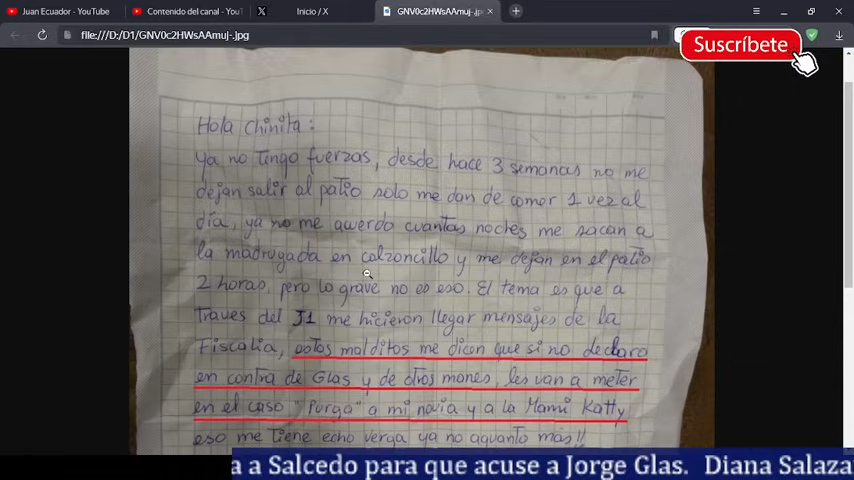 Juan Ecuador - YouTube
Contenido del canal - YouT
Inicio / X
GNV0c2HWsAAmuj-.jpg
file:///D:/D1/GNV0c2HWsAAmuj-.jpg
Suscríbete
Hola Chinita:
Ya no tingo fuerzas, desde hace 3 semanas no me
dejan salir al patio solo me dan de comer 1 vez al
día, ya no me awerdo cuantas noches me sacan a
la madrugada en calzoncillo y me dejan en el patio
2 horas, pero lo grave no es eso. El tema es que a
traves del J1 me hicieron llegar mensajes de la
Fiscalia, estos malditos me dicen que si no declaro
en contra de Glas y de otros manes, les van a meter
en el caso "Purga" a mi novia y a la Mami Katty
eso me tiene echo verga ya no aguanto más!!
a a Salcedo para que acuse a Jorge Glas. Diana Salaza